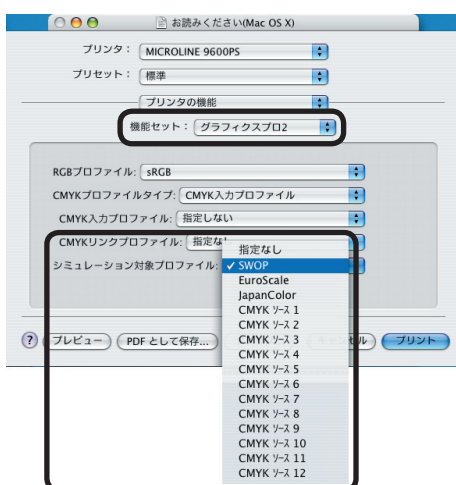 お読みください(Mac OS X)
プリンタ： MICROLINE 9600PS
プリセット： 標準
プリンタの機能
機能セット： グラフィクスプロ2
RGBプロファイル: sRGB
CMYKプロファイルタイプ: CMYK入力プロファイル
CMYK入力プロファイル: 指定しない
CMYKリンクプロファイル: 指定な
シミュレーション対象プロファイル:
指定なし
✓ SWOP
EuroScale
JapanColor
CMYK ソース 1
CMYK ソース 2
CMYK ソース 3
CMYK ソース 4
CMYK ソース 5
CMYK ソース 6
CMYK ソース 7
CMYK ソース 8
CMYK ソース 9
CMYK ソース 10
CMYK ソース 11
CMYK ソース 12
? プレビュー PDF として保存... セル プリント